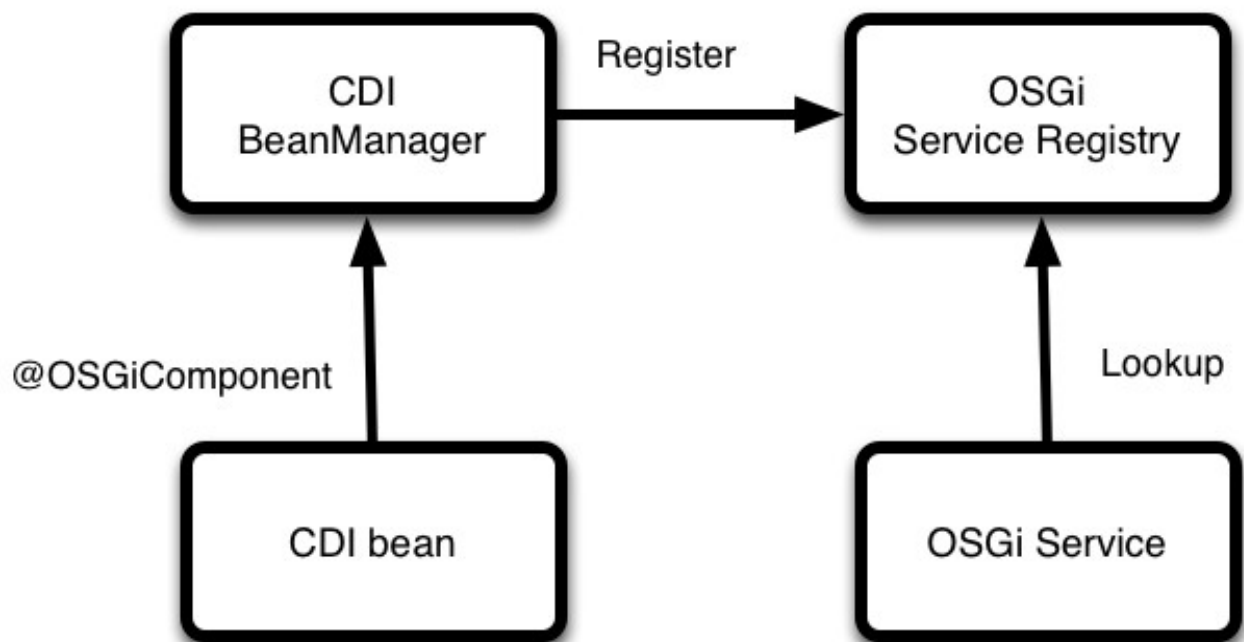 CDI
BeanManager
Register
OSGi
Service Registry
@OSGiComponent
Lookup
CDI bean
OSGi Service